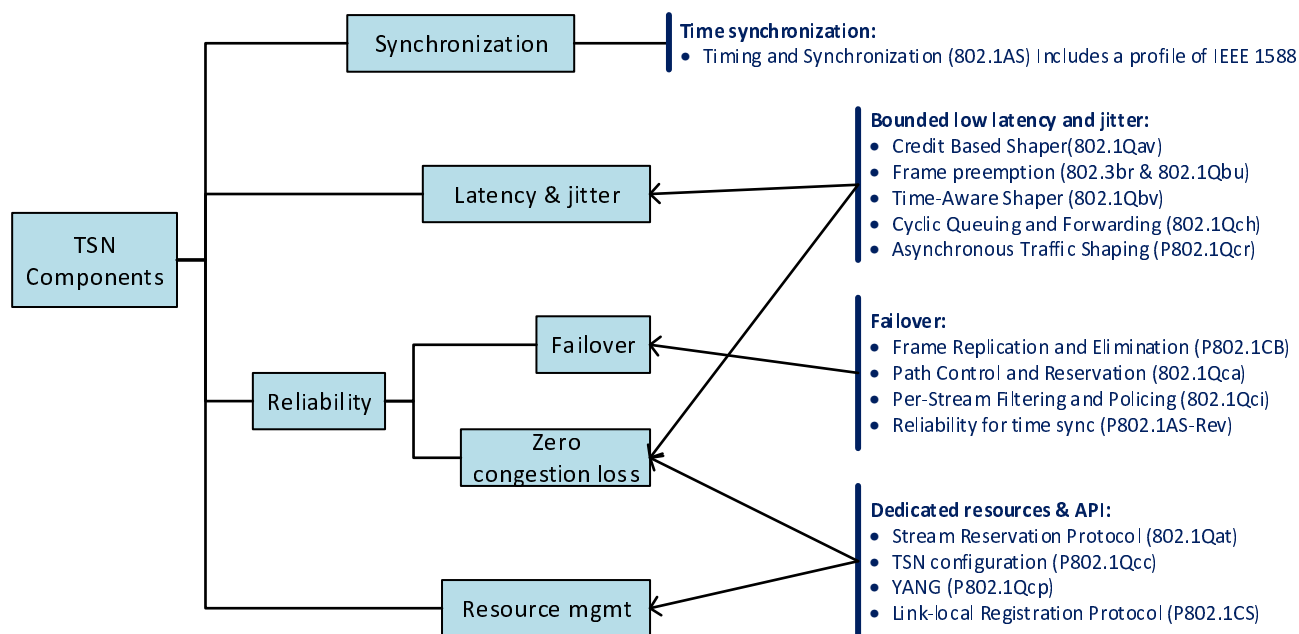 Synchronization
Time synchronization:
• Timing and Synchronization (802.1AS) Includes a profile of IEEE 1588
Latency & jitter
Bounded low latency and jitter:
• Credit Based Shaper(802.1Qav)
• Frame preemption (802.3br & 802.1Qbu)
• Time-Aware Shaper (802.1Qbv)
• Cyclic Queuing and Forwarding (802.1Qch)
• Asynchronous Traffic Shaping (P802.1Qcr)
TSN
Components
Reliability
Failover
Zero
congestion loss
Failover:
• Frame Replication and Elimination (P802.1CB)
• Path Control and Reservation (802.1Qca)
• Per-Stream Filtering and Policing (802.1Qci)
• Reliability for time sync (P802.1AS-Rev)
Resource mgmt
Dedicated resources & API:
• Stream Reservation Protocol (802.1Qat)
• TSN configuration (P802.1Qcc)
• YANG (P802.1Qcp)
• Link-local Registration Protocol (P802.1CS)